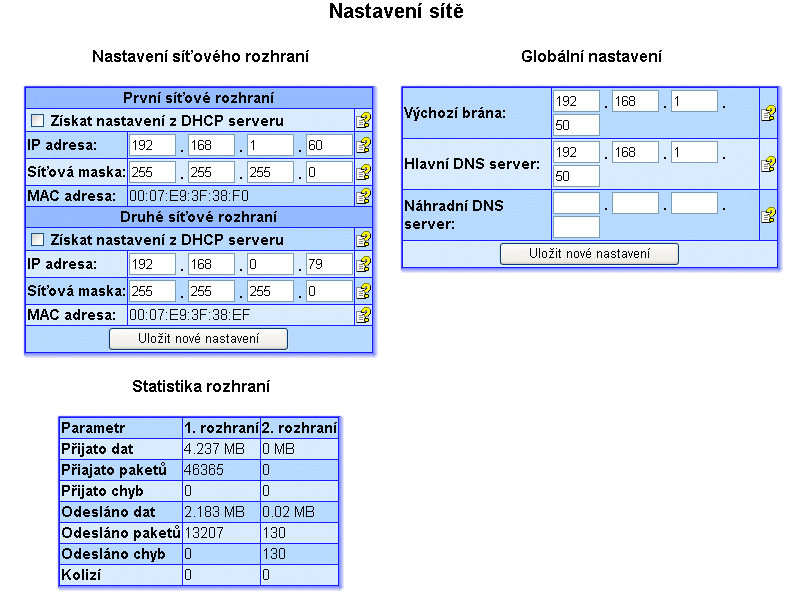 Nastavení sítě
Nastavení síťového rozhraní
První síťové rozhraní
Získat nastavení z DHCP serveru
IP adresa: 192 . 168 . 1 . 60
Síťová maska: 255 . 255 . 255 . 0
MAC adresa: 00:07:E9:3F:38:F0
Druhé síťové rozhraní
Získat nastavení z DHCP serveru
IP adresa: 192 . 168 . 0 . 79
Síťová maska: 255 . 255 . 255 . 0
MAC adresa: 00:07:E9:3F:38:EF
Uložit nové nastavení
Globální nastavení
Výchozí brána: 192 . 168 . 1 .
50
Hlavní DNS server: 192 . 168 . 1 .
50
Náhradní DNS . . .
server:
Uložit nové nastavení
Statistika rozhraní
Parametr 1. rozhraní 2. rozhraní
Přijato dat 4.237 MB 0 MB
Přiajato paketů 46365 0
Přijato chyb 0 0
Odesláno dat 2.183 MB 0.02 MB
Odesláno paketů 13207 130
Odesláno chyb 0 130
Kolizí 0 0